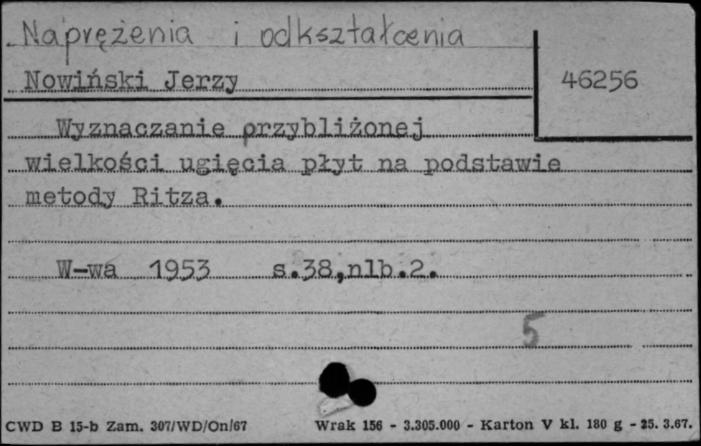 Naprężenia i odkształcenia
Nowiński Jerzy
46256
Wyznaczanie przybliżonej
wielkości ugięcia płyt na podstawie
metody Ritza.
W-wa 1953 s.38,nlb.2.
5
CWD B 15-b Zam. 307/WD/On/67 Wrak 156 - 3.305.000 - Karton V kl. 180 g - 25. 3.67.